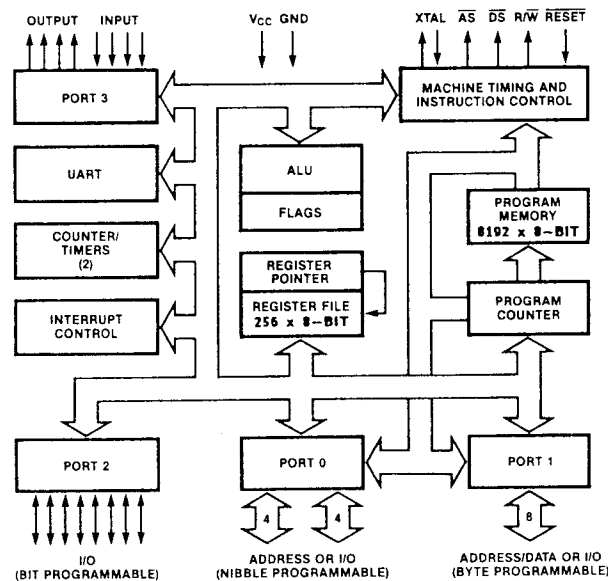 OUTPUT INPUT
VCC GND
XTAL AS DS R/W RESET
PORT 3
MACHINE TIMING AND
INSTRUCTION CONTROL
UART
ALU
FLAGS
PROGRAM
MEMORY
8192 x 8-BIT
COUNTER/
TIMERS
(2)
REGISTER
POINTER
REGISTER FILE
256 x 8-BIT
PROGRAM
COUNTER
INTERRUPT
CONTROL
PORT 2
PORT 0
PORT 1
4 4
8
I/O
(BIT PROGRAMMABLE)
ADDRESS OR I/O
(NIBBLE PROGRAMMABLE)
ADDRESS/DATA OR I/O
(BYTE PROGRAMMABLE)